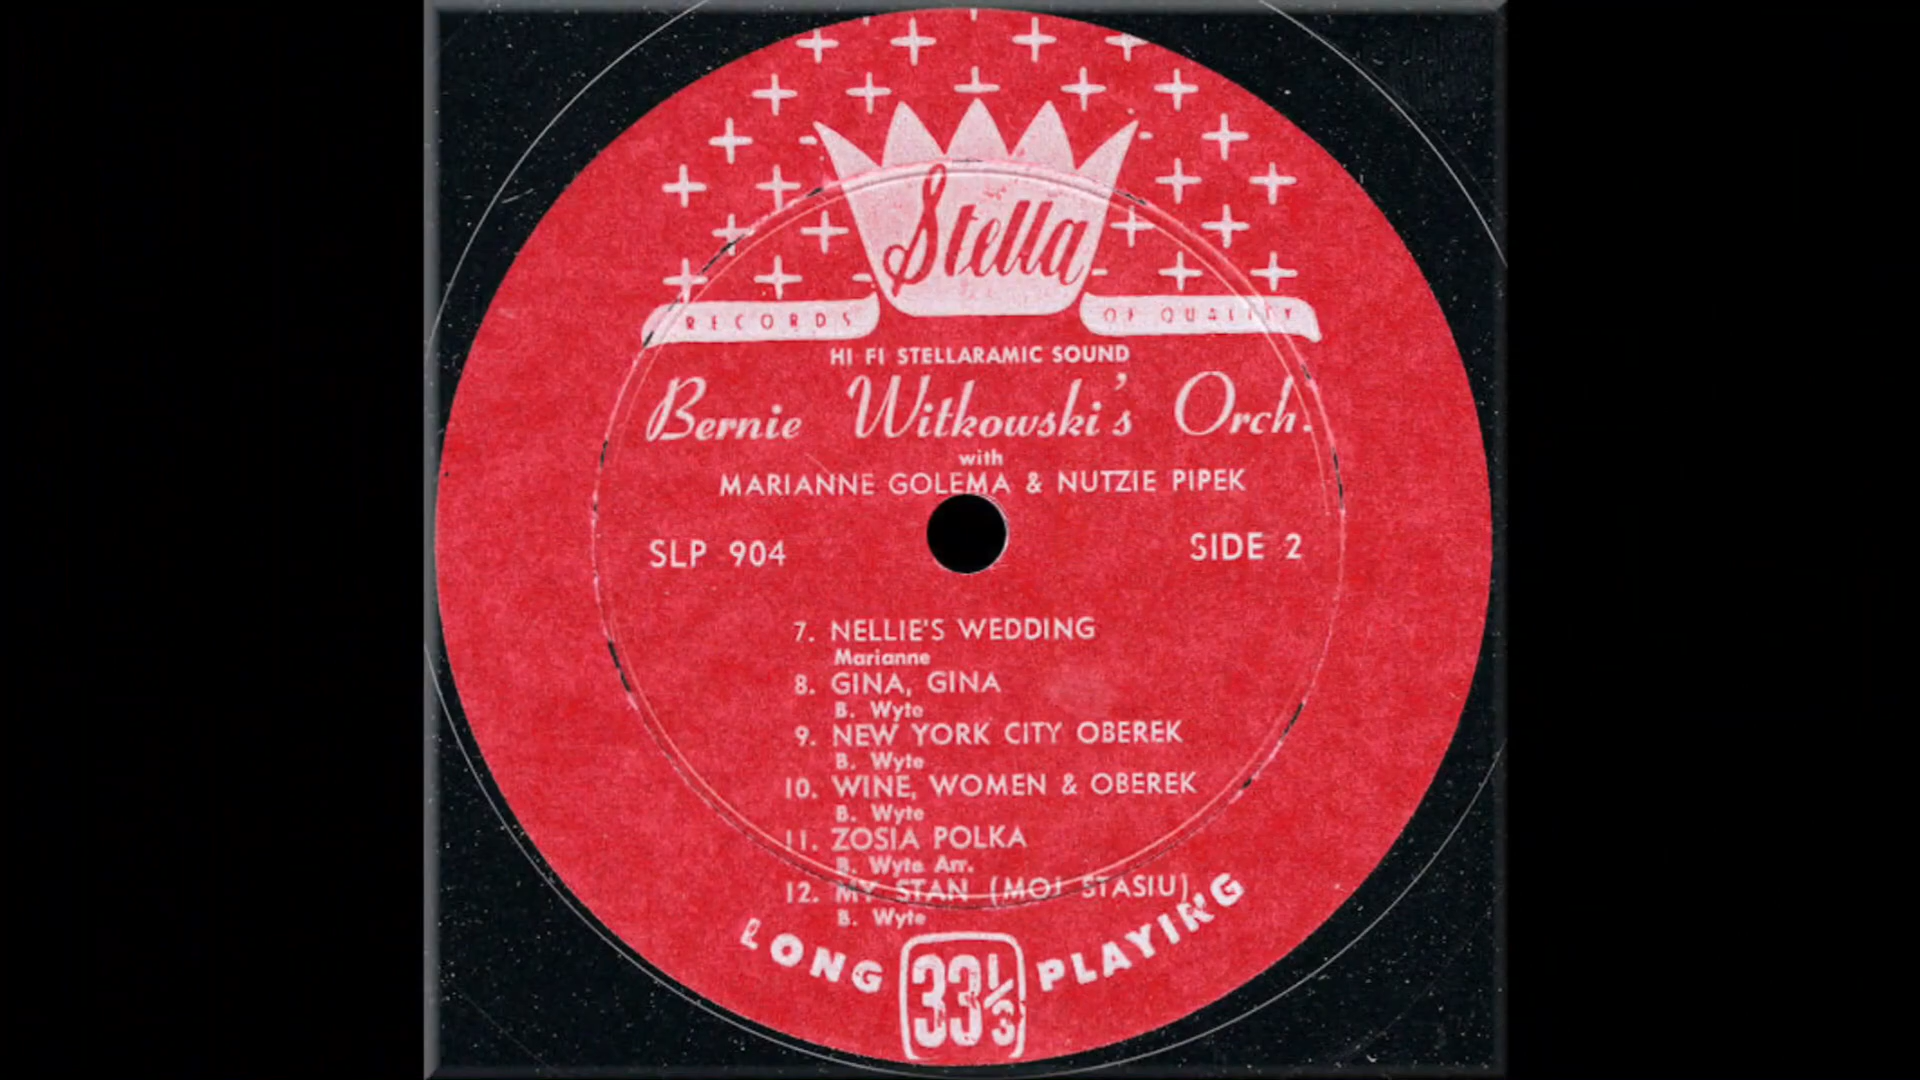 Stella
RECORDS OF QUALITY
HI FI STELLARAMIC SOUND
Bernie Witkowski's Orch.
with
MARIANNE GOLEMA & NUTZIE PIPEK
SLP 904 SIDE 2
7. NELLIE'S WEDDING
Marianne
8. GINA, GINA
B. Wyte
9. NEW YORK CITY OBEREK
B. Wyte
10. WINE, WOMEN & OBEREK
B. Wyte
11. ZOSIA POLKA
B. Wyte Arr.
12. MY STAN (MOJ STASIU)
B. Wyte
LONG 33 1/3 PLAYING